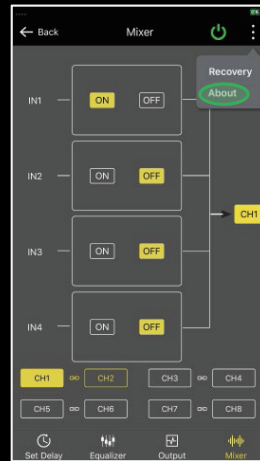 ← Back Mixer
Recovery
About
IN1 ON OFF
IN2 ON OFF
CH1
IN3 ON OFF
IN4 ON OFF
CH1 CH2 CH3 CH4
CH5 CH6 CH7 CH8
Set Delay Equalizer Output Mixer